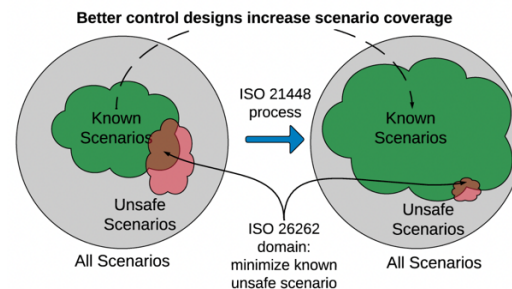 Better control designs increase scenario coverage
Known
Scenarios
Unsafe
Scenarios
All Scenarios
ISO 21448
process
ISO 26262
domain:
minimize known
unsafe scenario
Known
Scenarios
Unsafe
Scenarios
All Scenarios